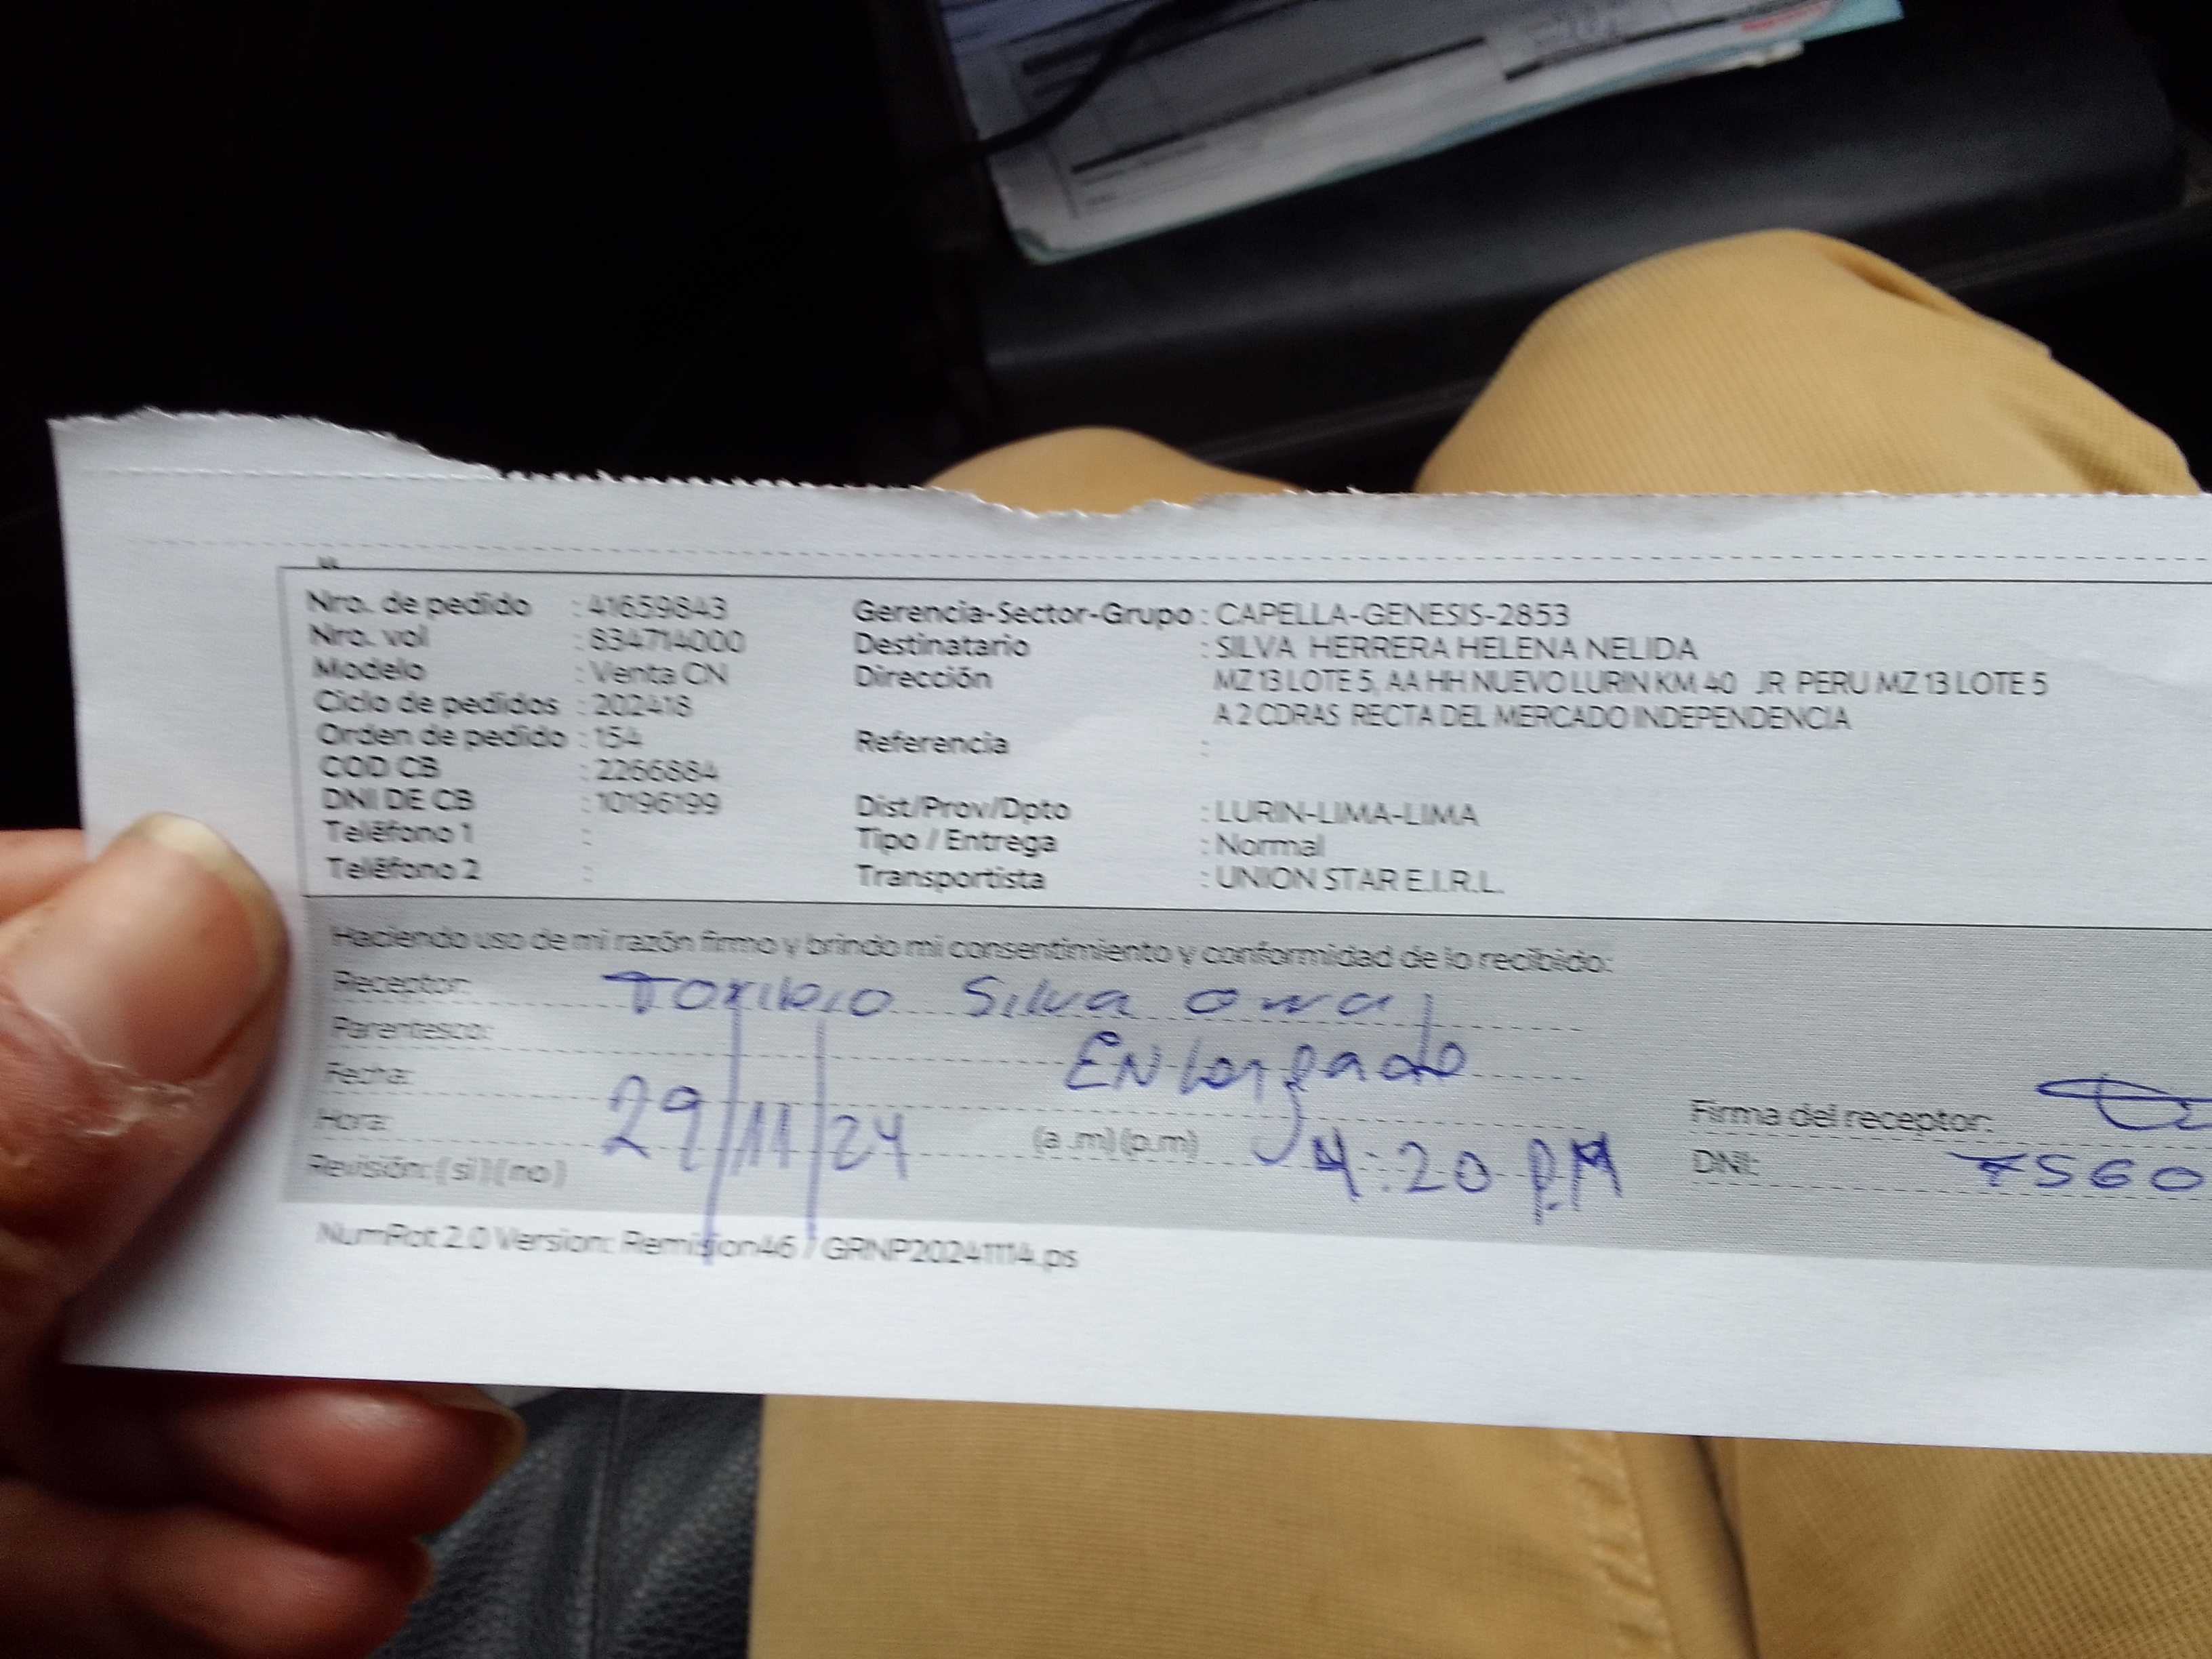 Nro. de pedido : 41659843
Nro. vol : 834714000
Modelo : Venta CN
Ciclo de pedidos : 202418
Orden de pedido : 154
COD CB : 2266884
DNI DE CB : 10196199
Teléfono 1 :
Teléfono 2 :
Gerencia-Sector-Grupo : CAPELLA-GENESIS-2853
Destinatario : SILVA HERRERA HELENA NELIDA
Dirección MZ 13 LOTE 5, AA HH NUEVO LURIN KM 40 JR PERU MZ 13 LOTE 5
A 2 CDRAS RECTA DEL MERCADO INDEPENDENCIA
Referencia :
Dist/Prov/Dpto : LURIN-LIMA-LIMA
Tipo / Entrega : Normal
Transportista : UNION STAR E.I.R.L.
Haciendo uso de mi razón firmo y brindo mi consentimiento y conformidad de lo recibido:
Receptor: Toribio Silva
Parentesco: Encargado
Fecha: 29/11/24
Hora: (a .m) (p.m) 4:20 P.M
Revisión: ( si ) ( no )
Firma del receptor:
DNI: 7560
NumRot 2.0 Version: Remision46 / GRNP20241114.ps